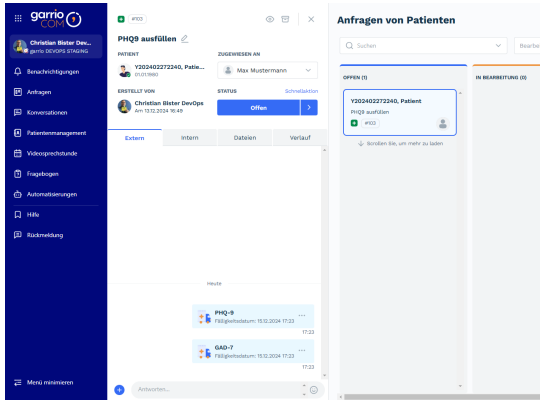 garrio
COM
Christian Bister Dev...
garrio DEVOPS STAGING
Benachrichtigungen
Anfragen
Konversationen
Patientenmanagement
Videosprechstunde
Fragebogen
Automatisierungen
Hilfe
Rückmeldung
Menü minimieren
#103
PHQ9 ausfüllen
PATIENT
Y202402272240, Patie...
01.01.1980
ZUGEWIESEN AN
Max Mustermann
ERSTELLT VON
Christian Bister DevOps
Am 13.12.2024 16:49
STATUS
Schnellaktion
Offen
Extern
Intern
Dateien
Verlauf
Heute
PHQ-9
Fälligkeitsdatum: 15.12.2024 17:23
17:23
GAD-7
Fälligkeitsdatum: 15.12.2024 17:23
17:23
Antworten...
Anfragen von Patienten
Suchen
Bearbei
OFFEN (1)
Y202402272240, Patient
PHQ9 ausfüllen
#103
Scrollen Sie, um mehr zu laden
IN BEARBEITUNG (0)